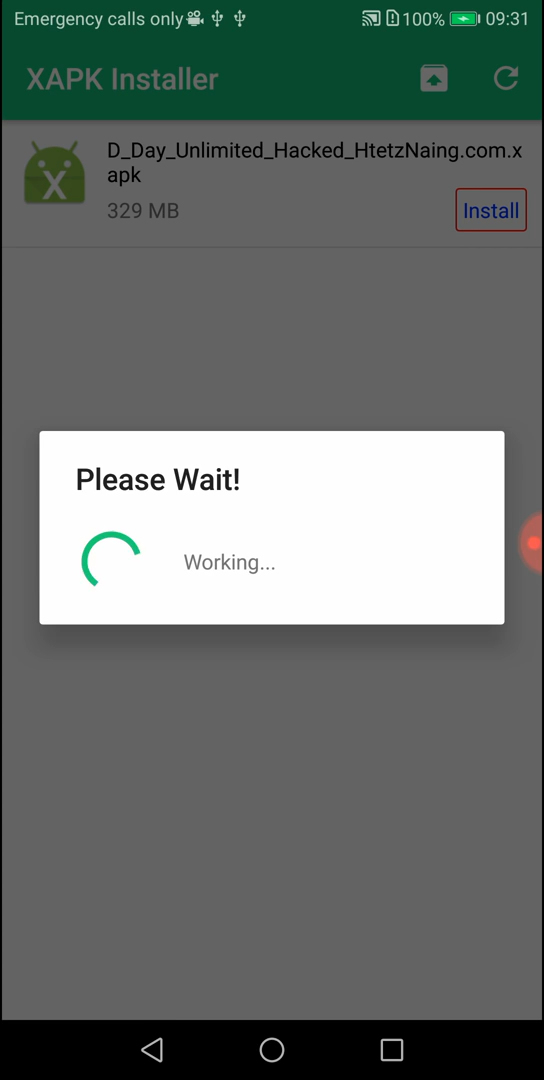 Emergency calls only 100% 09:31
XAPK Installer
D_Day_Unlimited_Hacked_HtetzNaing.com.x
apk
X
329 MB
Install
Please Wait!
Working...